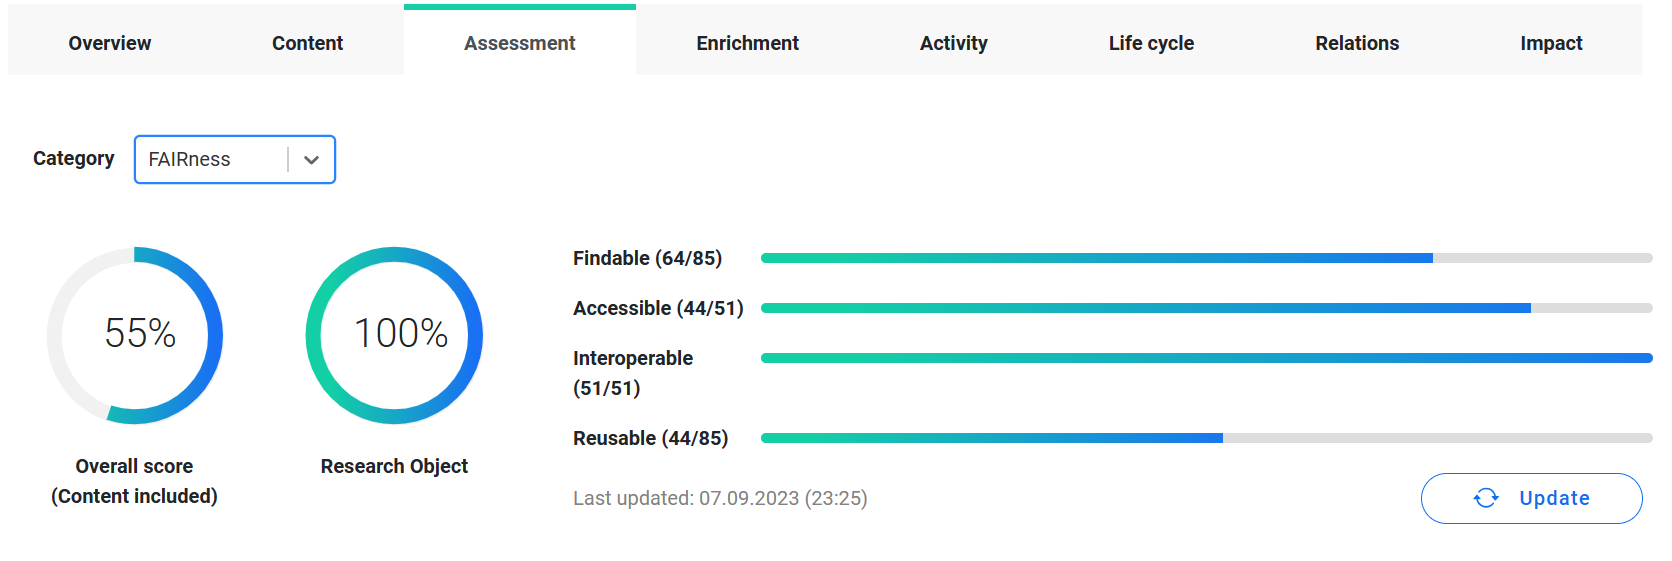 Overview Content Assessment Enrichment Activity Life cycle Relations Impact
Category FAIRness
55%
Overall score
(Content included)
100%
Research Object
Findable (64/85)
Accessible (44/51)
Interoperable
(51/51)
Reusable (44/85)
Last updated: 07.09.2023 (23:25)
Update